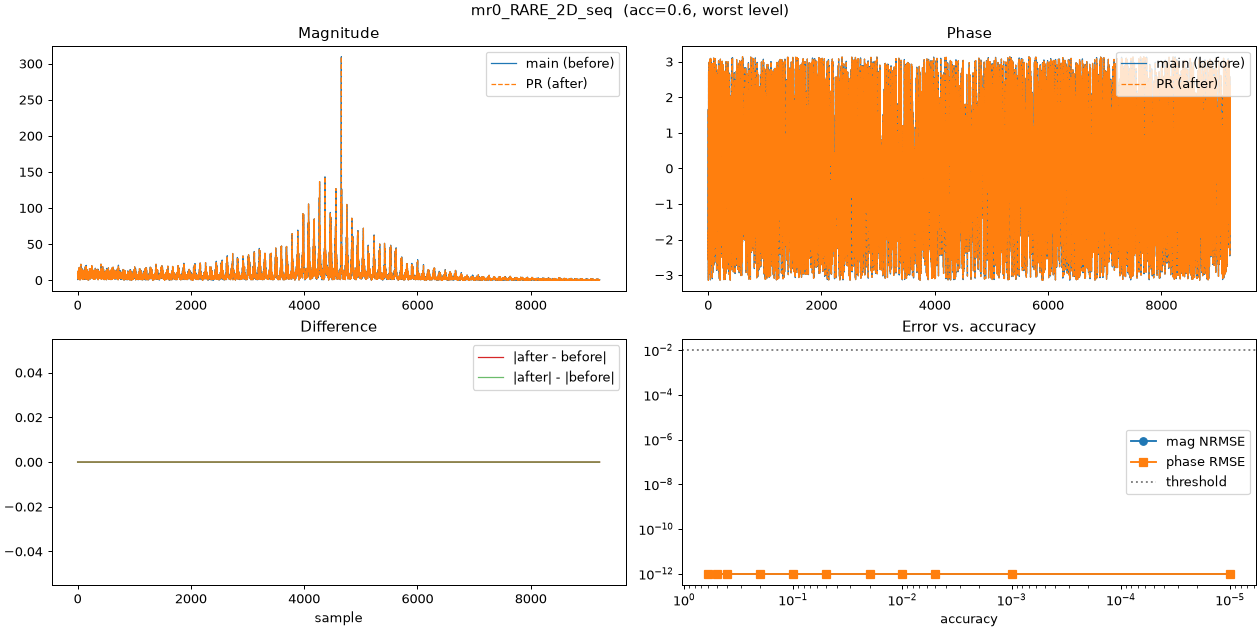 mr0_RARE_2D_seq  (acc=0.6, worst level)
Magnitude
300
250
200
150
100
50
0
0 2000 4000 6000 8000
main (before)
PR (after)
Phase
3
2
1
0
−1
−2
−3
0 2000 4000 6000 8000
main (before)
PR (after)
Difference
0.04
0.02
0.00
−0.02
−0.04
0 2000 4000 6000 8000
sample
|after - before|
|after| - |before|
Error vs. accuracy
10⁻²
10⁻⁴
10⁻⁶
10⁻⁸
10⁻¹⁰
10⁻¹²
10⁰ 10⁻¹ 10⁻² 10⁻³ 10⁻⁴ 10⁻⁵
accuracy
mag NRMSE
phase RMSE
threshold